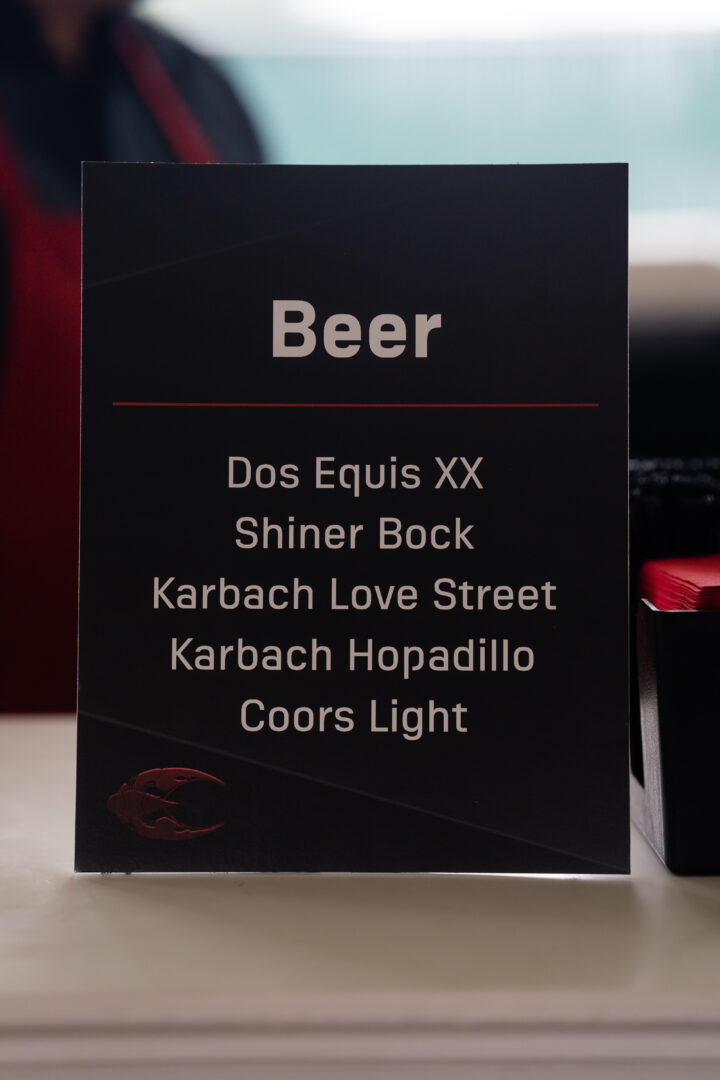 Beer
Dos Equis XX
Shiner Bock
Karbach Love Street
Karbach Hopadillo
Coors Light